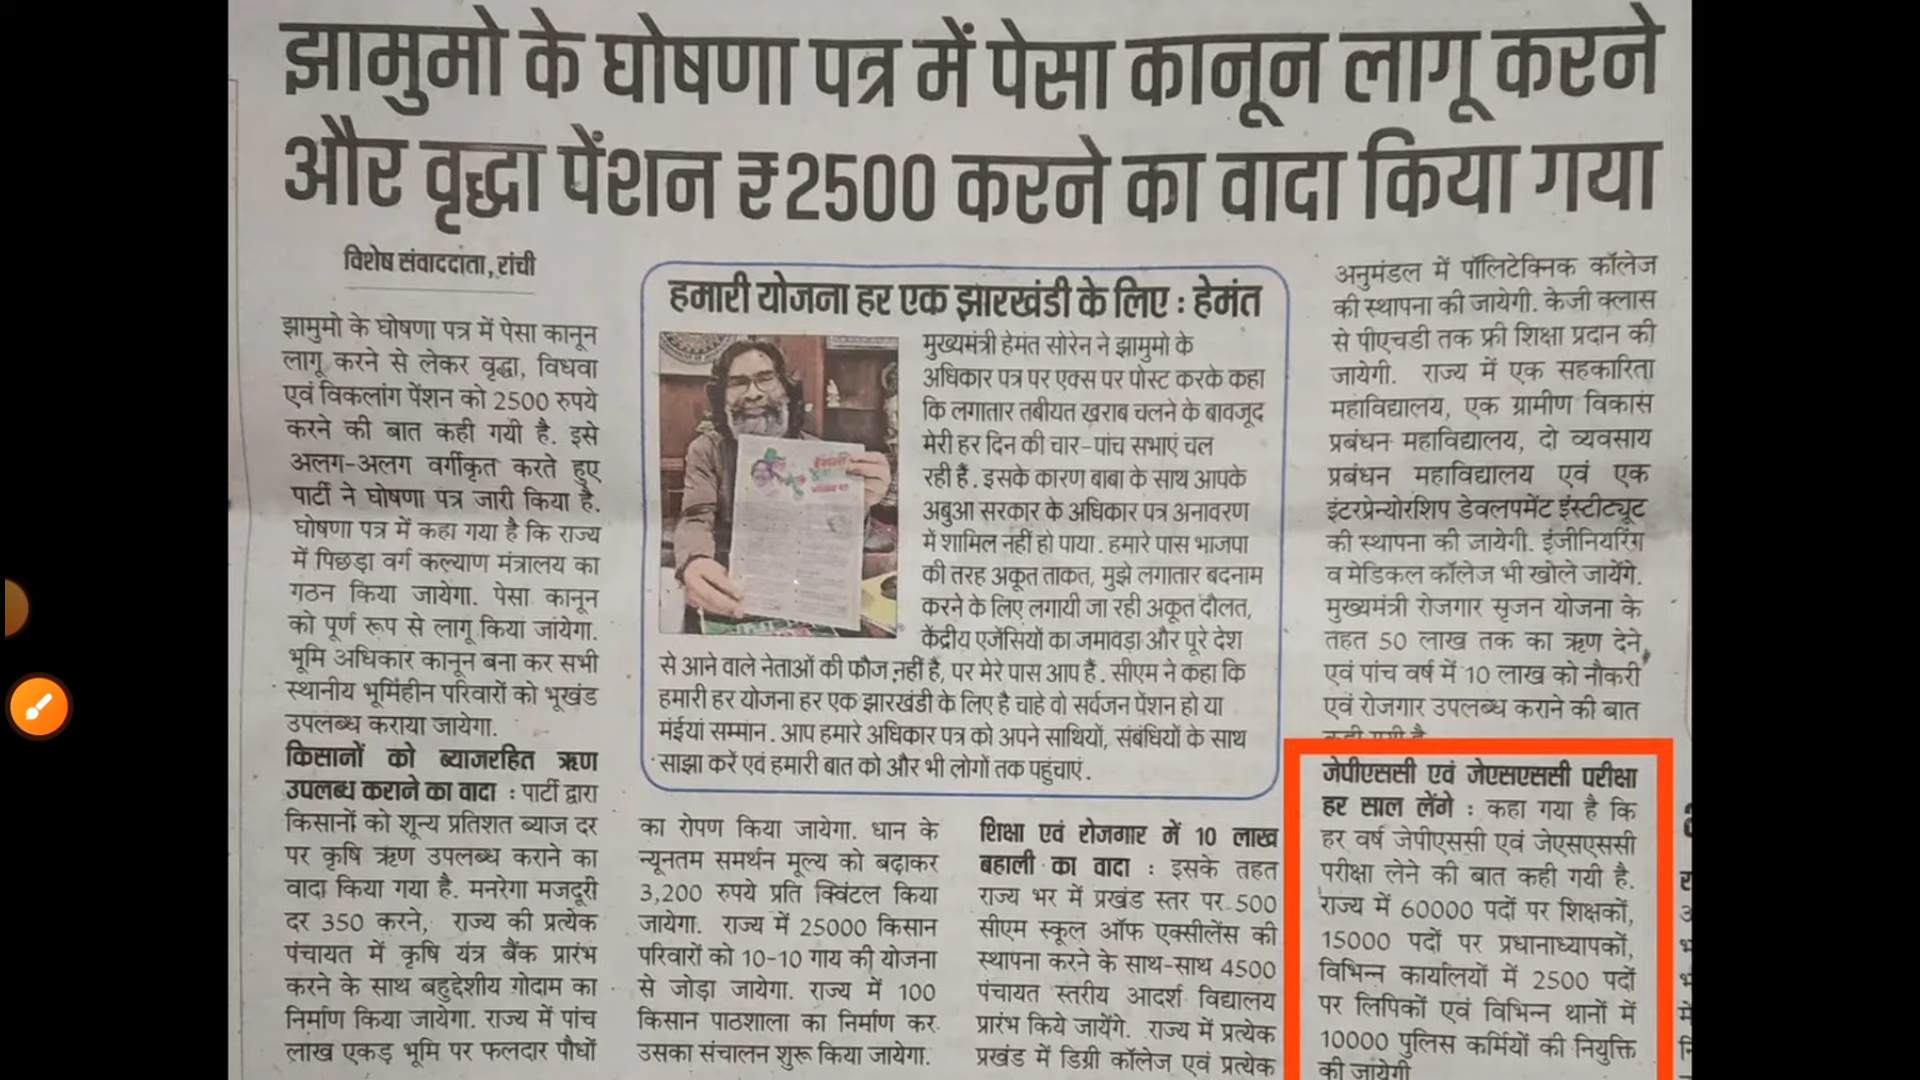 झामुमो के घोषणा पत्र में पेसा कानून लागू करने
और वृद्धा पेंशन ₹2500 करने का वादा किया गया
विशेष संवाददाता, रांची
झामुमो के घोषणा पत्र में पेसा कानून
लागू करने से लेकर वृद्धा, विधवा
एवं विकलांग पेंशन को 2500 रुपये
करने की बात कही गयी है. इसे
अलग-अलग वर्गीकृत करते हुए
पार्टी ने घोषणा पत्र जारी किया है.
घोषणा पत्र में कहा गया है कि राज्य
में पिछड़ा वर्ग कल्याण मंत्रालय का
गठन किया जायेगा. पेसा कानून
को पूर्ण रूप से लागू किया जायेगा.
भूमि अधिकार कानून बना कर सभी
स्थानीय भूमिहीन परिवारों को भूखंड
उपलब्ध कराया जायेगा.
किसानों को ब्याजरहित ऋण
उपलब्ध कराने का वादा : पार्टी द्वारा
किसानों को शून्य प्रतिशत ब्याज दर
पर कृषि ऋण उपलब्ध कराने का
वादा किया गया है. मनरेगा मजदूरी
दर 350 करने, राज्य की प्रत्येक
पंचायत में कृषि यंत्र बैंक प्रारंभ
करने के साथ बहुद्देशीय गोदाम का
निर्माण किया जायेगा. राज्य में पांच
लाख एकड़ भूमि पर फलदार पौधों
हमारी योजना हर एक झारखंडी के लिए : हेमंत
मुख्यमंत्री हेमंत सोरेन ने झामुमो के
अधिकार पत्र पर एक्स पर पोस्ट करके कहा
कि लगातार तबीयत ख़राब चलने के बावजूद
मेरी हर दिन की चार-पांच सभाएं चल
रही हैं. इसके कारण बाबा के साथ आपके
अबुआ सरकार के अधिकार पत्र अनावरण
में शामिल नहीं हो पाया. हमारे पास भाजपा
की तरह अकूत ताकत, मुझे लगातार बदनाम
करने के लिए लगायी जा रही अकूत दौलत,
केंद्रीय एजेंसियों का जमावड़ा और पूरे देश
से आने वाले नेताओं की फौज नहीं है, पर मेरे पास आप हैं. सीएम ने कहा कि
हमारी हर योजना हर एक झारखंडी के लिए है चाहे वो सर्वजन पेंशन हो या
मंईयां सम्मान. आप हमारे अधिकार पत्र को अपने साथियों, संबंधियों के साथ
साझा करें एवं हमारी बात को और भी लोगों तक पहुंचाएं.
का रोपण किया जायेगा. धान के
न्यूनतम समर्थन मूल्य को बढ़ाकर
3,200 रुपये प्रति क्विंटल किया
जायेगा. राज्य में 25000 किसान
परिवारों को 10-10 गाय की योजना
से जोड़ा जायेगा. राज्य में 100
किसान पाठशाला का निर्माण कर
उसका संचालन शुरू किया जायेगा.
शिक्षा एवं रोजगार में 10 लाख
बहाली का वादा : इसके तहत
राज्य भर में प्रखंड स्तर पर 500
सीएम स्कूल ऑफ एक्सीलेंस की
स्थापना करने के साथ-साथ 4500
पंचायत स्तरीय आदर्श विद्यालय
प्रारंभ किये जायेंगे. राज्य में प्रत्येक
प्रखंड में डिग्री कॉलेज एवं प्रत्येक
अनुमंडल में पॉलिटेक्निक कॉलेज
की स्थापना की जायेगी. केजी क्लास
से पीएचडी तक फ्री शिक्षा प्रदान की
जायेगी. राज्य में एक सहकारिता
महाविद्यालय, एक ग्रामीण विकास
प्रबंधन महाविद्यालय, दो व्यवसाय
प्रबंधन महाविद्यालय एवं एक
इंटरप्रेन्योरशिप डेवलपमेंट इंस्टीट्यूट
की स्थापना की जायेगी. इंजीनियरिंग
व मेडिकल कॉलेज भी खोले जायेंगे.
मुख्यमंत्री रोजगार सृजन योजना के
तहत 50 लाख तक का ऋण देने,
एवं पांच वर्ष में 10 लाख को नौकरी
एवं रोजगार उपलब्ध कराने की बात
जेपीएससी एवं जेएसएससी परीक्षा
हर साल लेंगे : कहा गया है कि
हर वर्ष जेपीएससी एवं जेएसएससी
परीक्षा लेने की बात कही गयी है.
राज्य में 60000 पदों पर शिक्षकों,
15000 पदों पर प्रधानाध्यापकों,
विभिन्न कार्यालयों में 2500 पदों
पर लिपिकों एवं विभिन्न थानों में
10000 पुलिस कर्मियों की नियुक्ति
की जायेगी